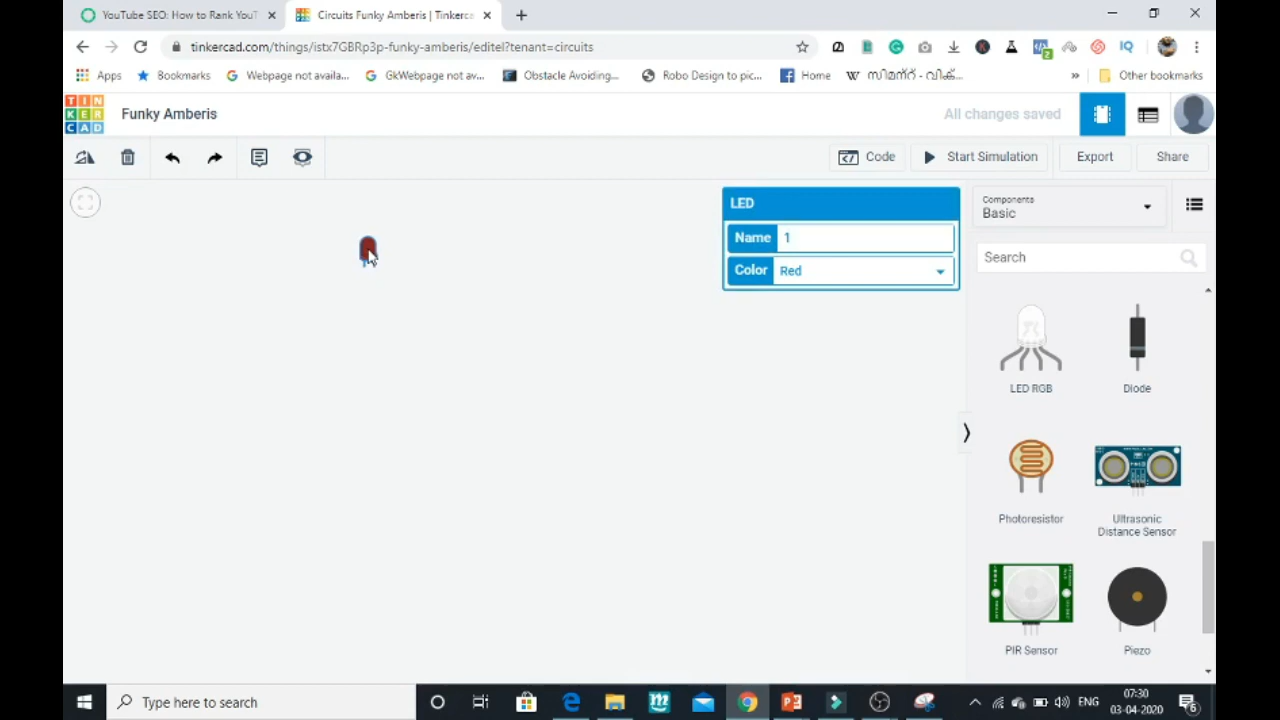 YouTube SEO: How to Rank YouT
Circuits Funky Amberis | Tinkerca
tinkercad.com/things/istx7GBRp3p-funky-amberis/editel?tenant=circuits
IQ
2
Apps
Bookmarks
Webpage not availa...
GkWebpage not av...
Obstacle Avoiding...
Robo Design to pic...
Home
സിമന്റ് - വിക്...
»
Other bookmarks
TIN
KER
CAD
Funky Amberis
All changes saved
Code
Start Simulation
Export
Share
LED
Name 1
Color Red
Components
Basic
Search
LED RGB
Diode
Photoresistor
Ultrasonic
Distance Sensor
PIR Sensor
Piezo
Type here to search
ENG
07:30
03-04-2020
6